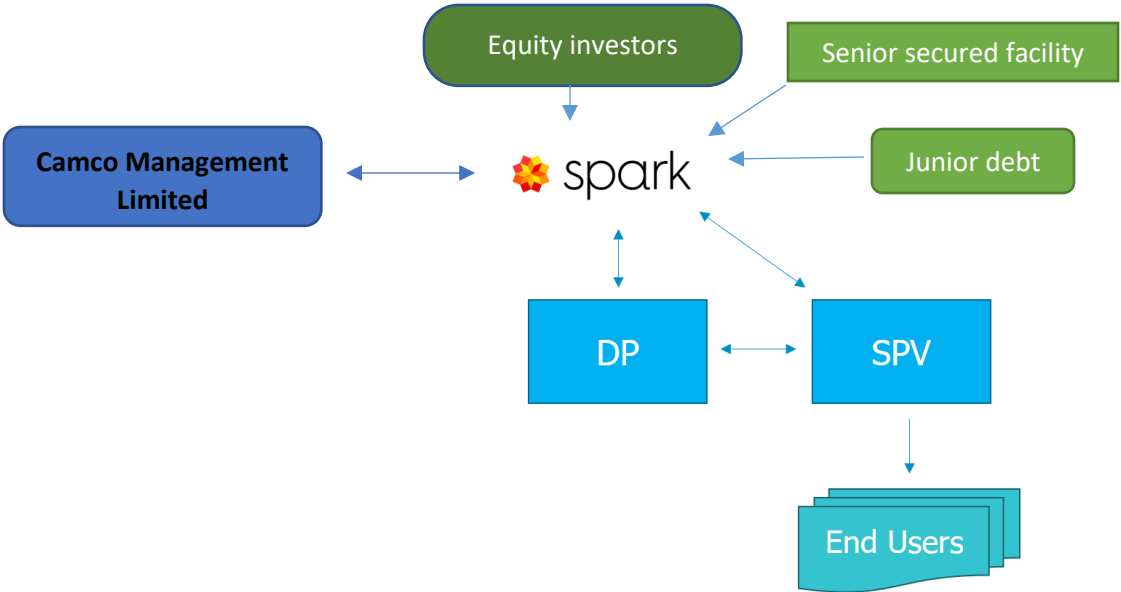 Equity investors
Senior secured facility
Camco Management
Limited
spark
Junior debt
DP
SPV
End Users